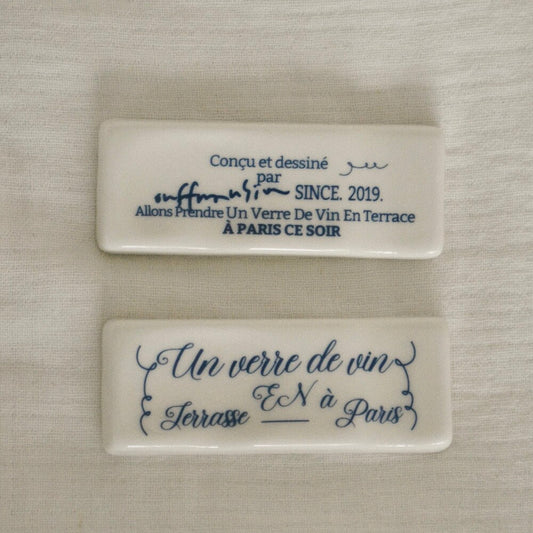 Conçu et dessiné
par
SINCE. 2019.
Allons Prendre Un Verre De Vin En Terrace
À PARIS CE SOIR
Un verre de vin
EN à
Terrasse Paris